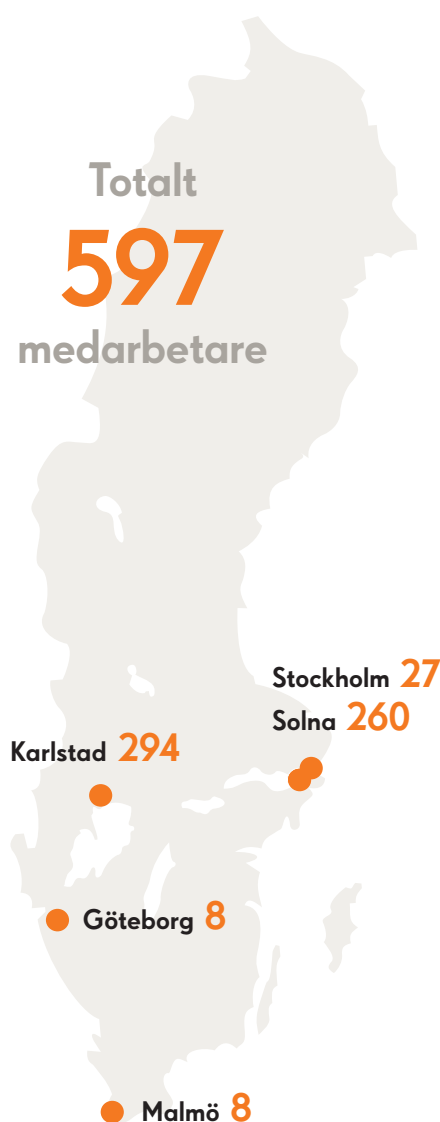 Totalt
597
medarbetare
Stockholm 27
Solna 260
Karlstad 294
Göteborg 8
Malmö 8